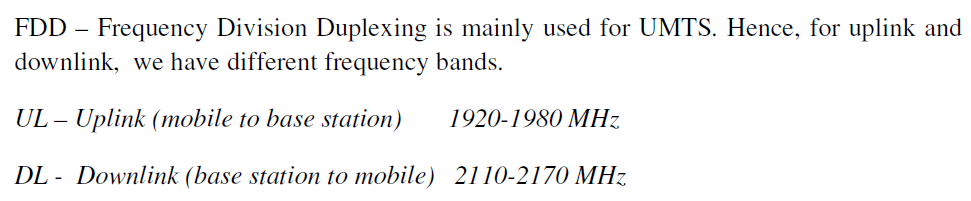 FDD – Frequency Division Duplexing is mainly used for UMTS. Hence, for uplink and
downlink, we have different frequency bands.
UL – Uplink (mobile to base station) 1920-1980 MHz
DL - Downlink (base station to mobile) 2110-2170 MHz